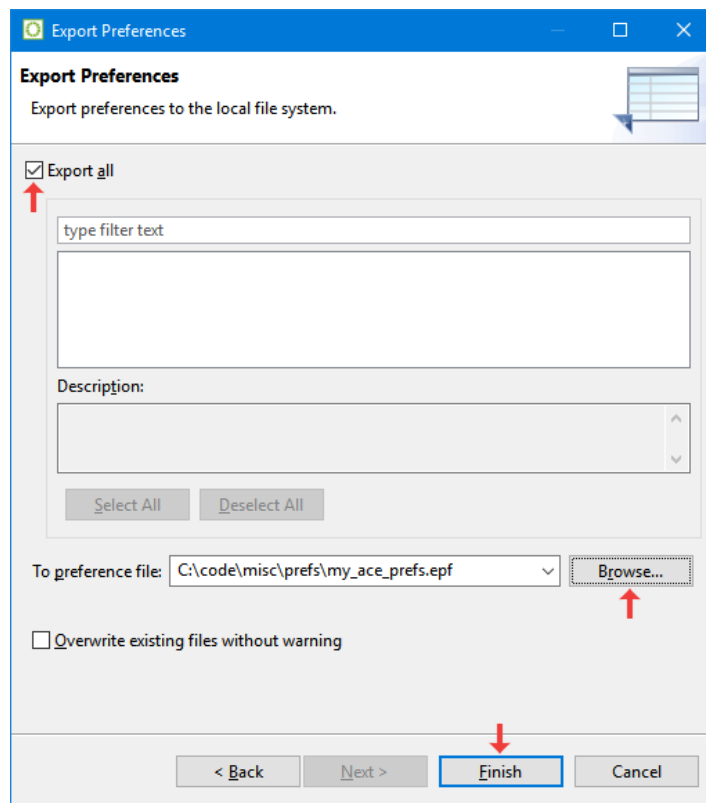 Export Preferences
Export Preferences
Export preferences to the local file system.
Export all
type filter text
Description:
Select All Deselect All
To preference file: C:\code\misc\prefs\my_ace_prefs.epf Browse...
Overwrite existing files without warning
< Back Next > Finish Cancel